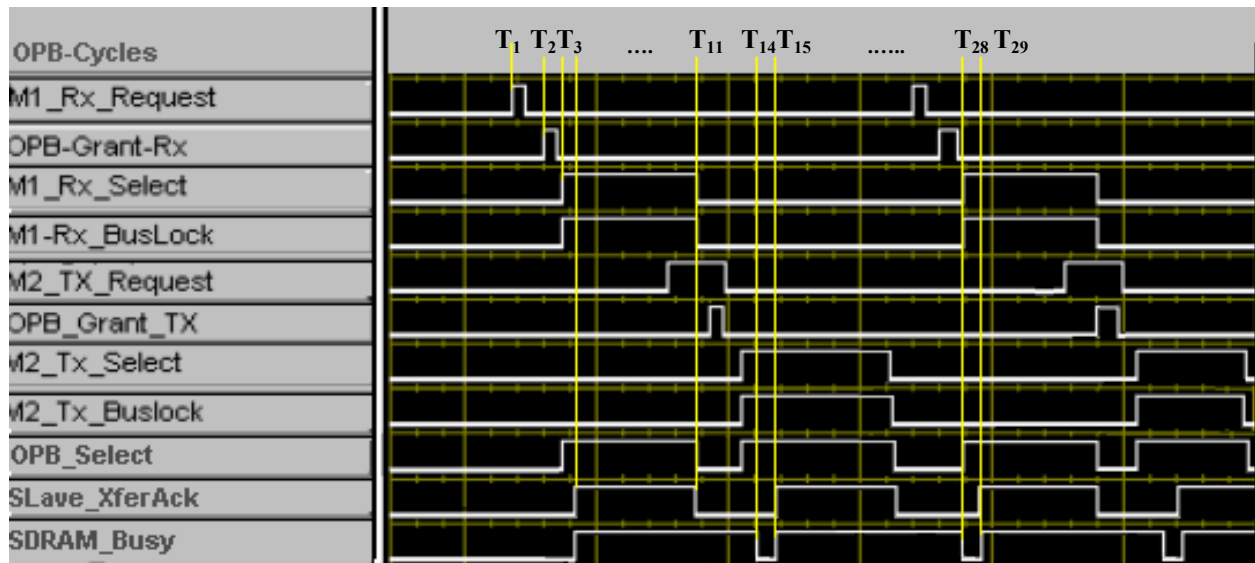 T₁ T₂ T₃ .... T₁₁ T₁₄ T₁₅ ...... T₂₈ T₂₉
OPB-Cycles
M1_Rx_Request
OPB-Grant-Rx
M1_Rx_Select
M1-Rx_BusLock
M2_TX_Request
OPB_Grant_TX
M2_Tx_Select
M2_Tx_Buslock
OPB_Select
SLave_XferAck
SDRAM_Busy